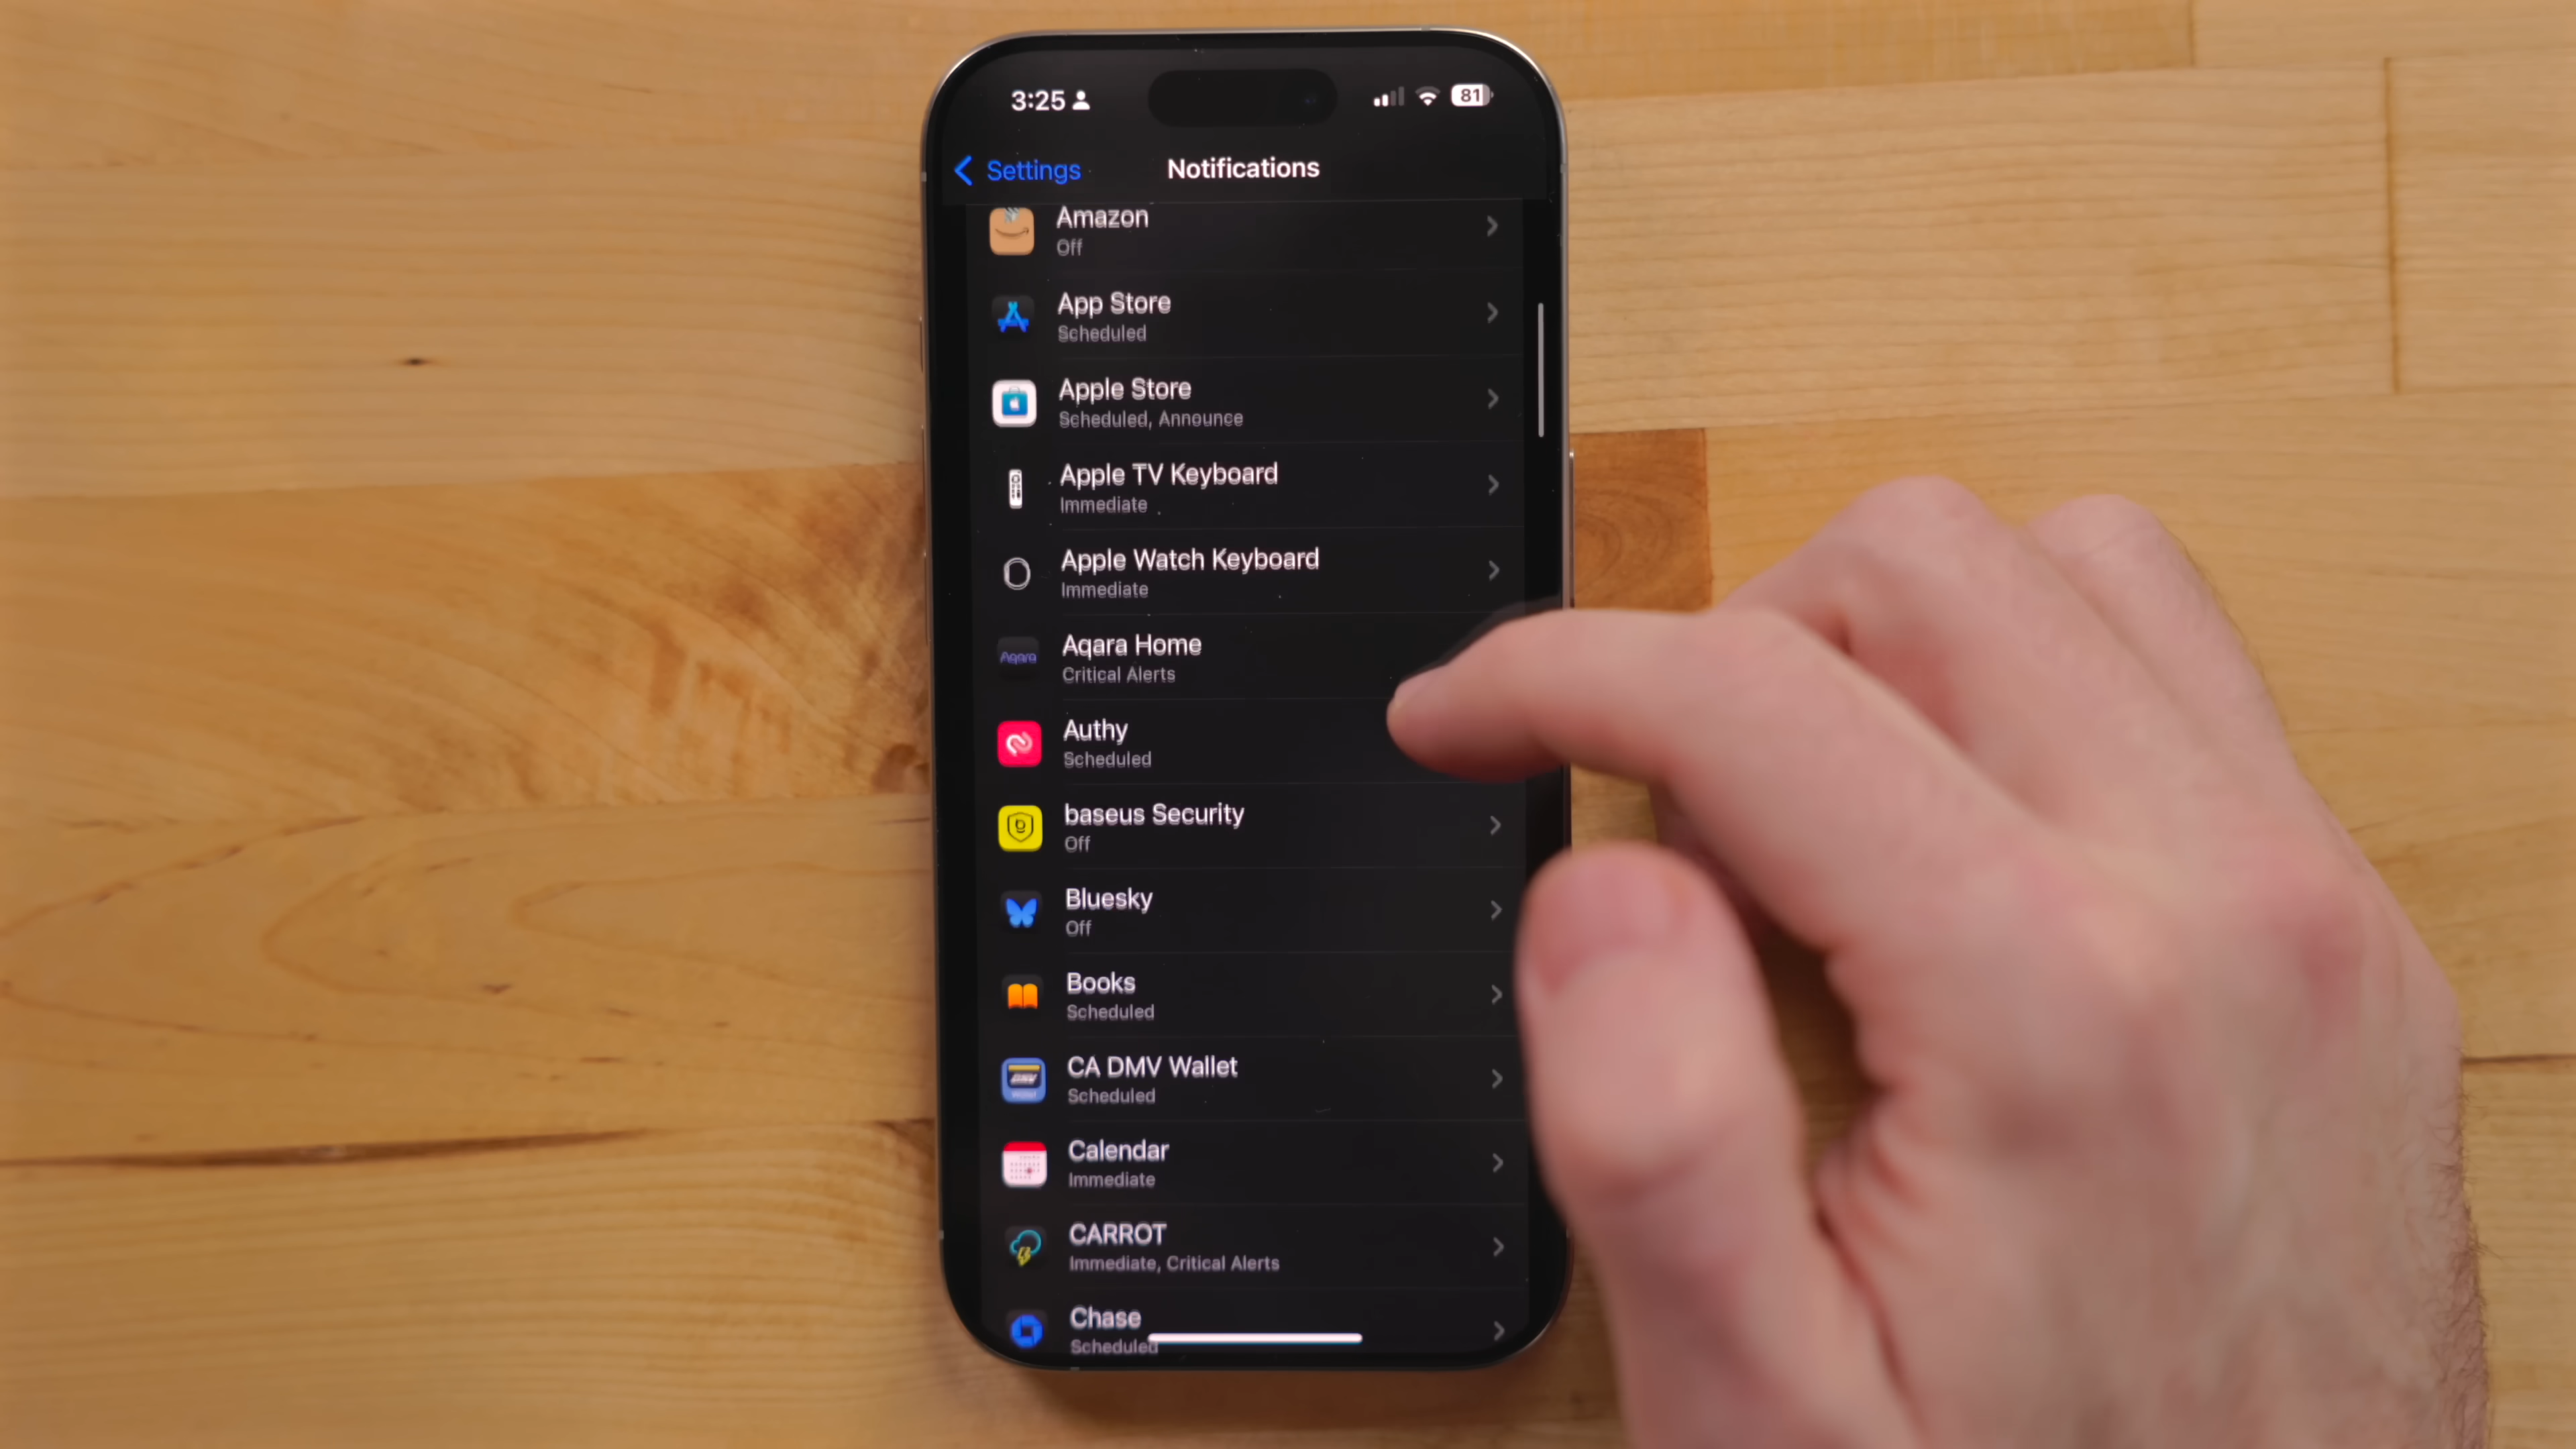 3:25
81
Settings
Notifications
Amazon
Off
App Store
Scheduled
Apple Store
Scheduled, Announce
Apple TV Keyboard
Immediate
Apple Watch Keyboard
Immediate
Aqara
Aqara Home
Critical Alerts
Authy
Scheduled
baseus Security
Off
Bluesky
Off
Books
Scheduled
DMV
CA DMV Wallet
Scheduled
Calendar
Immediate
CARROT
Immediate, Critical Alerts
Chase
Scheduled